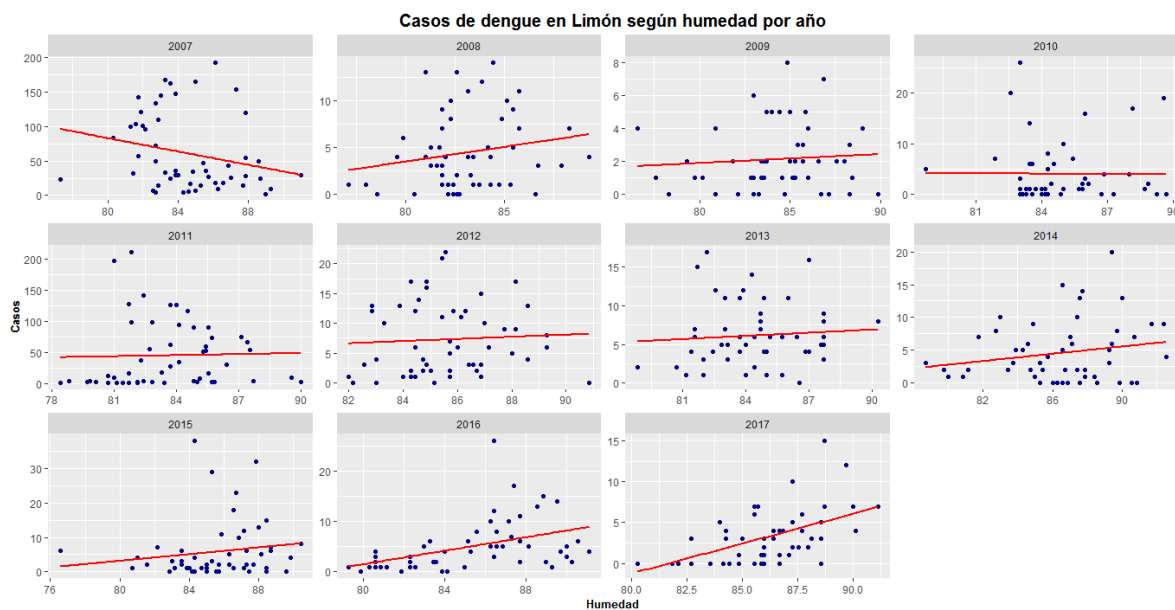 Casos de dengue en Limón según humedad por año
2007 2008 2009 2010
200 150 100 50 0
10 5 0
8 6 4 2 0
20 10 0
80 84 88
80 85
80 85 90
81 84 87 90
2011 2012 2013 2014
200 150 100 50 0
20 15 10 5 0
15 10 5 0
20 15 10 5 0
78 81 84 87 90
82 84 86 88 90
81 84 87 90
82 86 90
2015 2016 2017
30 20 10 0
20 10 0
15 10 5 0
76 80 84 88
80 84 88
80.0 82.5 85.0 87.5 90.0
Casos
Humedad